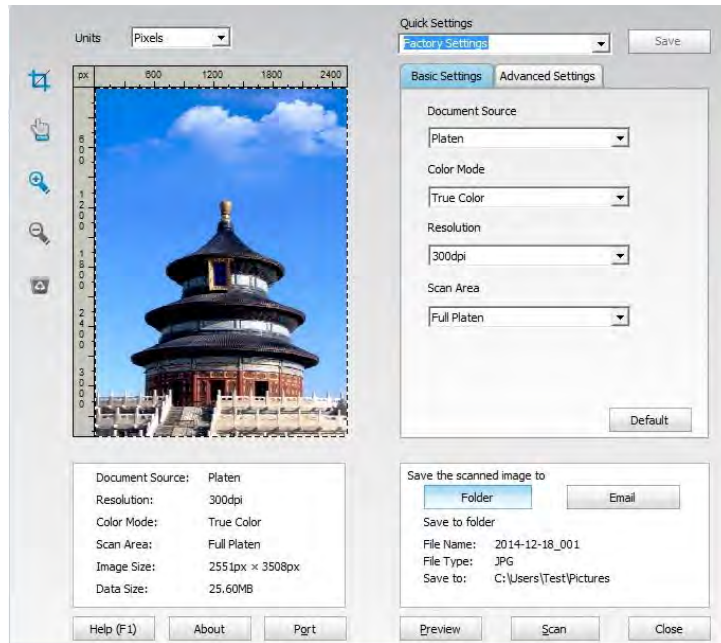 Units Pixels
Quick Settings
Factory Settings
Save
px 600 1200 1800 2400
600
1200
1800
2400
3000
Basic Settings Advanced Settings
Document Source
Platen
Color Mode
True Color
Resolution
300dpi
Scan Area
Full Platen
Default
Document Source: Platen
Resolution: 300dpi
Color Mode: True Color
Scan Area: Full Platen
Image Size: 2551px × 3508px
Data Size: 25.60MB
Save the scanned image to
Folder Email
Save to folder
File Name: 2014-12-18_001
File Type: JPG
Save to: C:\Users\Test\Pictures
Help (F1) About Port
Preview Scan Close